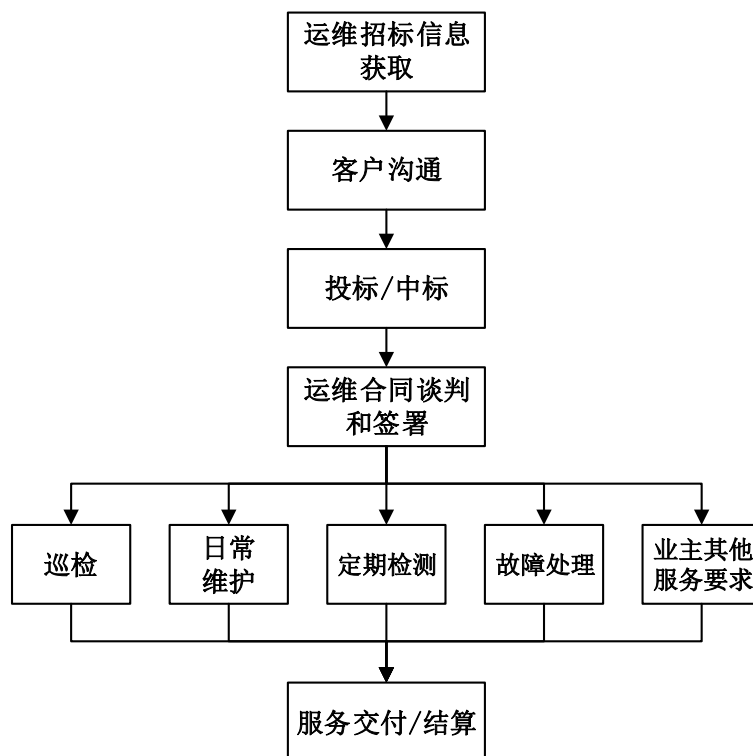 运维招标信息
获取
客户沟通
投标/中标
运维合同谈判
和签署
巡检
日常
维护
定期检测
故障处理
业主其他
服务要求
服务交付/结算